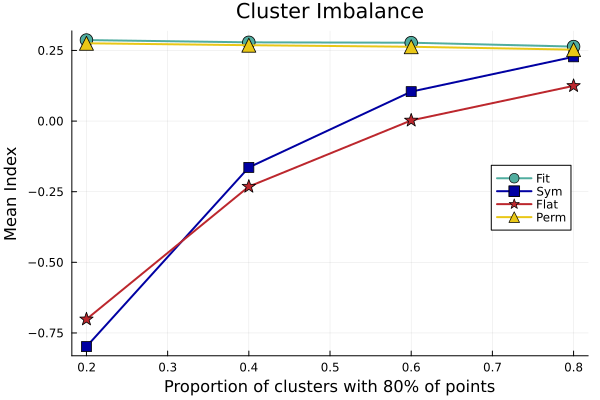 Cluster Imbalance
Mean Index
0.25
0.00
−0.25
−0.50
−0.75
Fit
Sym
Flat
Perm
0.2 0.3 0.4 0.5 0.6 0.7 0.8
Proportion of clusters with 80% of points